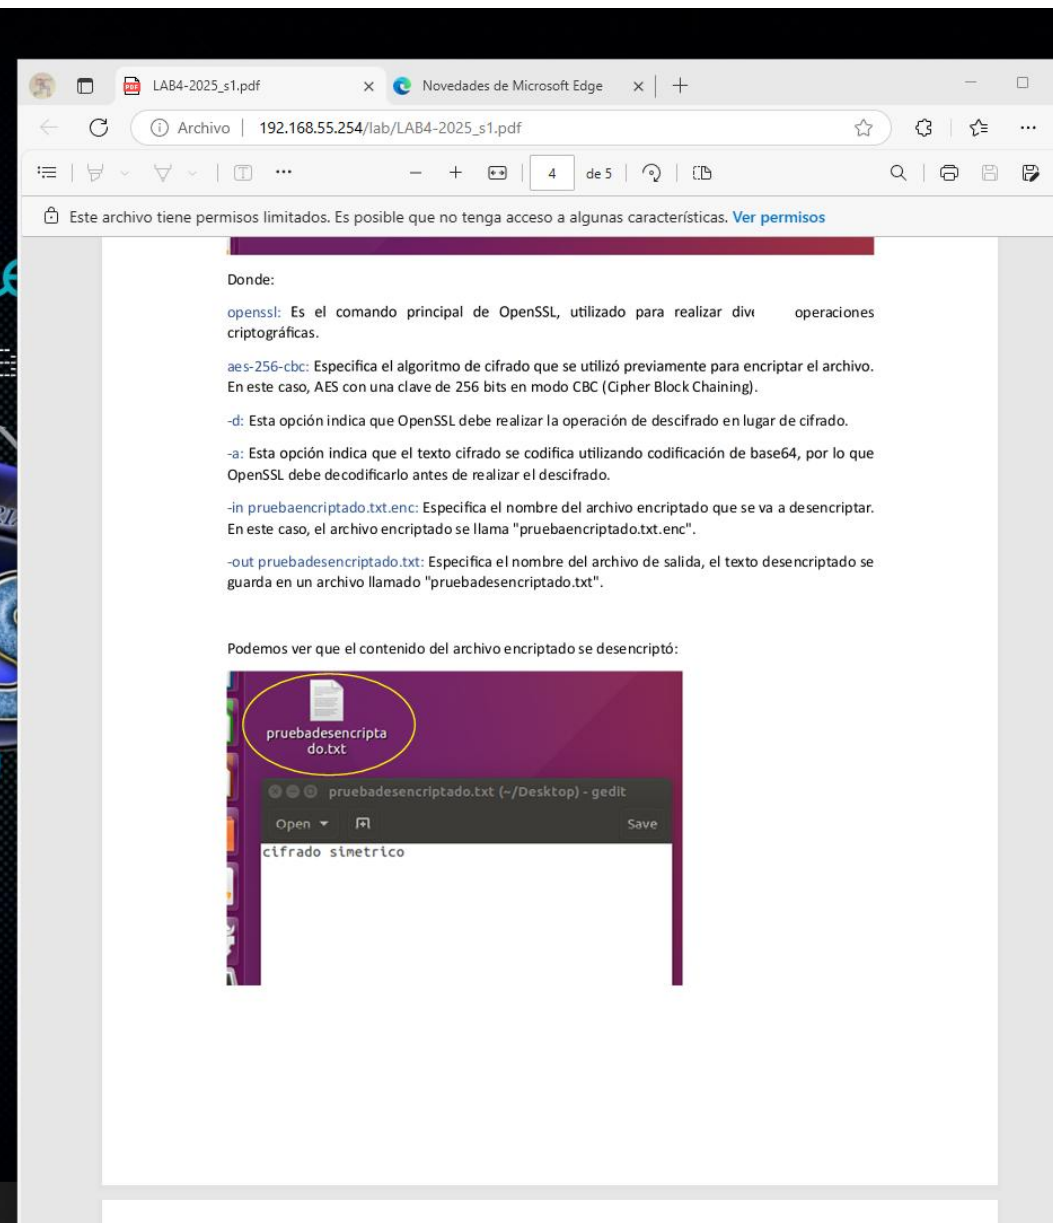 LAB4-2025_s1.pdf
Novedades de Microsoft Edge
Archivo | 192.168.55.254/lab/LAB4-2025_s1.pdf
4 de 5
Este archivo tiene permisos limitados. Es posible que no tenga acceso a algunas características. Ver permisos
Donde:
openssl: Es el comando principal de OpenSSL, utilizado para realizar dive operaciones
criptográficas.
aes-256-cbc: Especifica el algoritmo de cifrado que se utilizó previamente para encriptar el archivo.
En este caso, AES con una clave de 256 bits en modo CBC (Cipher Block Chaining).
-d: Esta opción indica que OpenSSL debe realizar la operación de descifrado en lugar de cifrado.
-a: Esta opción indica que el texto cifrado se codifica utilizando codificación de base64, por lo que
OpenSSL debe decodificarlo antes de realizar el descifrado.
-in pruebaencriptado.txt.enc: Especifica el nombre del archivo encriptado que se va a desencriptar.
En este caso, el archivo encriptado se llama "pruebaencriptado.txt.enc".
-out pruebadesencriptado.txt: Especifica el nombre del archivo de salida, el texto desencriptado se
guarda en un archivo llamado "pruebadesencriptado.txt".
Podemos ver que el contenido del archivo encriptado se desencriptó:
pruebadesencripta
do.txt
pruebadesencriptado.txt (~/Desktop) - gedit
Open Save
cifrado simetrico